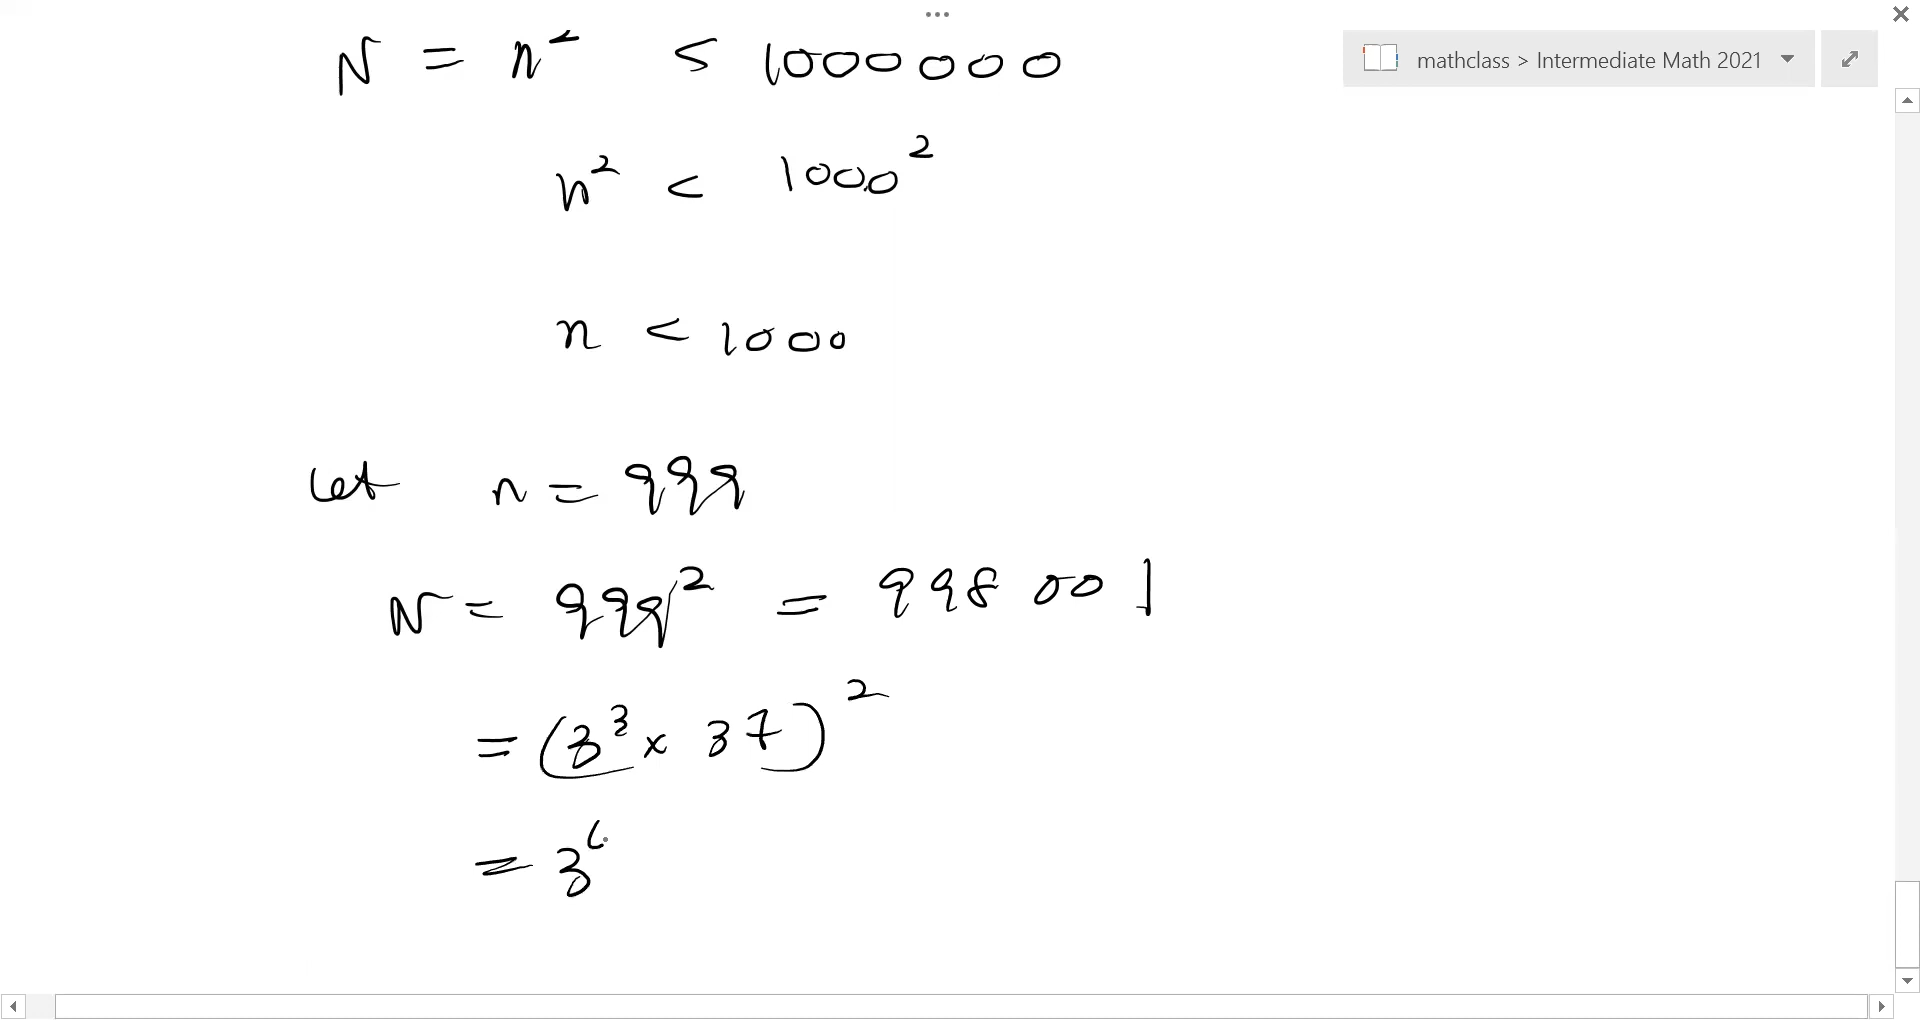 N = n² < 1000000
mathclass > Intermediate Math 2021
n² < 1000²
n < 1000
Let n = 999
N = 999² = 998001
= (3³ × 37)²
= 3⁶